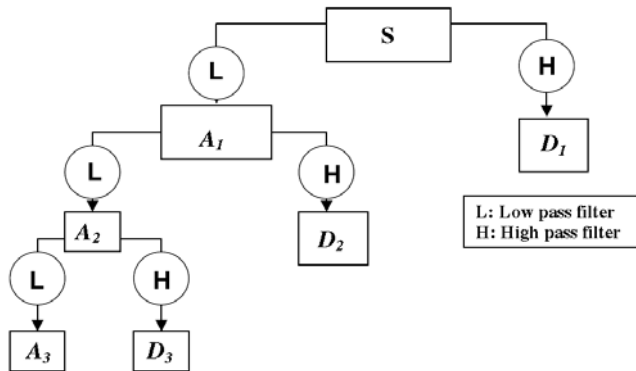 S
L
H
A1
D1
L
H
A2
D2
L: Low pass filter
H: High pass filter
L
H
A3
D3